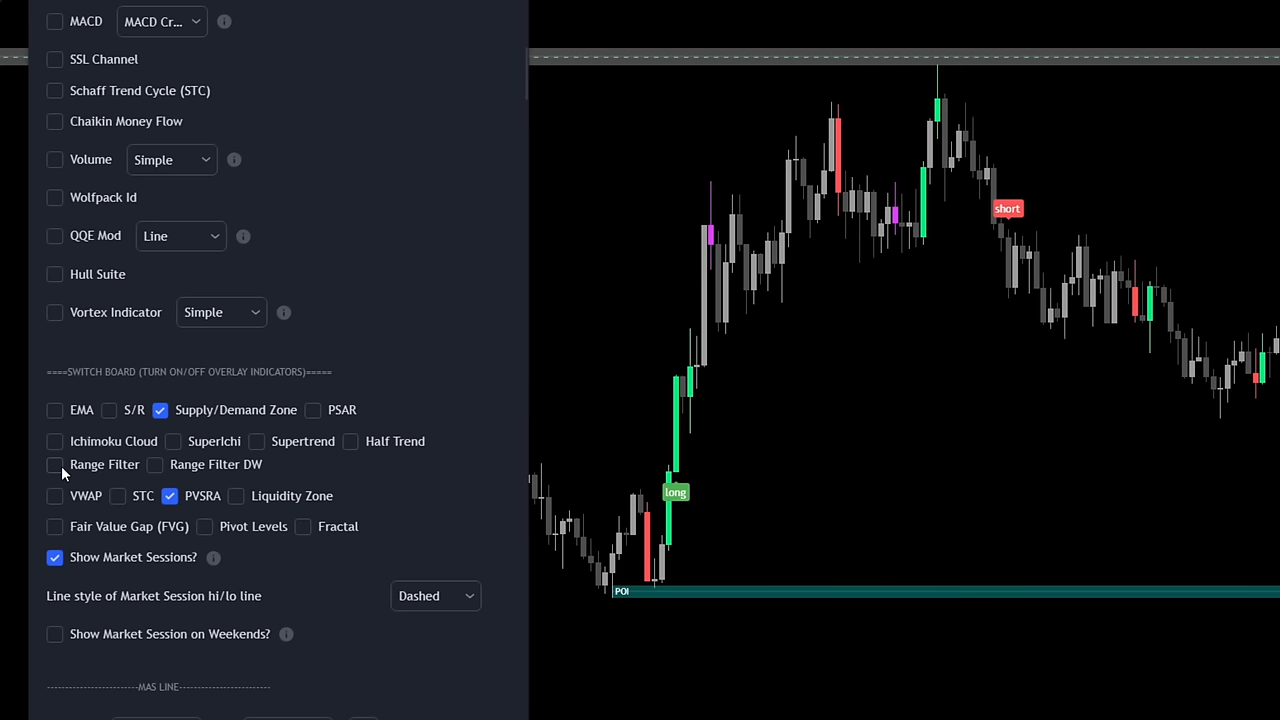 MACD MACD Cr...
SSL Channel
Schaff Trend Cycle (STC)
Chaikin Money Flow
Volume Simple
Wolfpack Id
QQE Mod Line
Hull Suite
Vortex Indicator Simple
====SWITCH BOARD (TURN ON/OFF OVERLAY INDICATORS)=====
EMA S/R Supply/Demand Zone PSAR
Ichimoku Cloud SuperIchi Supertrend Half Trend
Range Filter Range Filter DW
VWAP STC PVSRA Liquidity Zone
Fair Value Gap (FVG) Pivot Levels Fractal
Show Market Sessions?
Line style of Market Session hi/lo line Dashed
Show Market Session on Weekends?
-------------------------MAS LINE-------------------------
short
long
POI